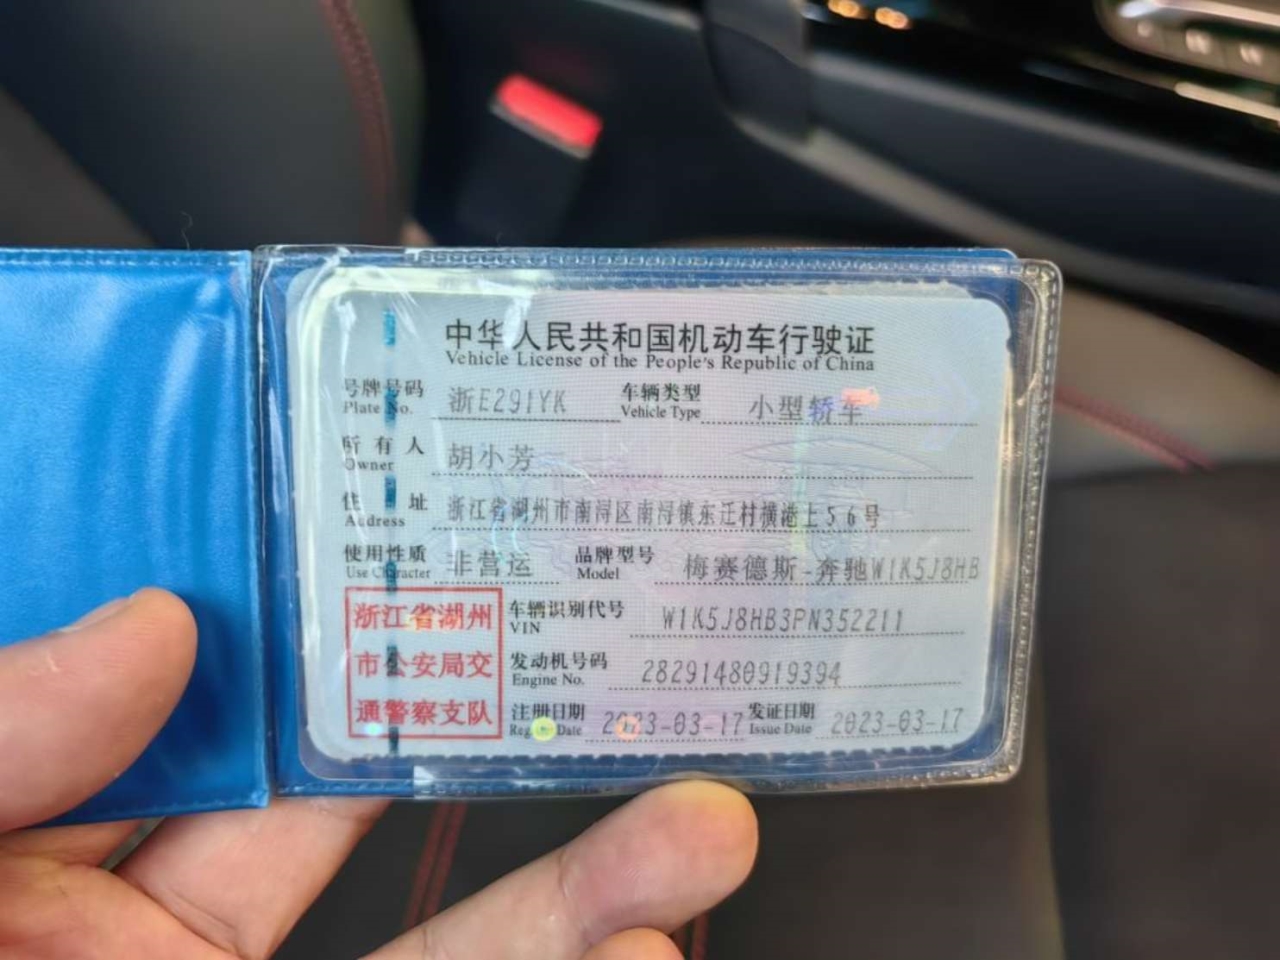 中华人民共和国机动车行驶证
Vehicle License of the People's Republic of China
号牌号码 浙E291YK 车辆类型 小型轿车
Plate No. Vehicle Type
所有人 胡小芳
Owner
住址 浙江省湖州市南浔区南浔镇东迁村横港上56号
Address
使用性质 非营运 品牌型号 梅赛德斯-奔驰W1K5J8HB
Use Character Model
浙江省湖州 车辆识别代号 W1K5J8HB3PN352211
VIN
市公安局交 发动机号码 28291480919394
Engine No.
通警察支队 注册日期 2023-03-17 发证日期 2023-03-17
Register Date Issue Date